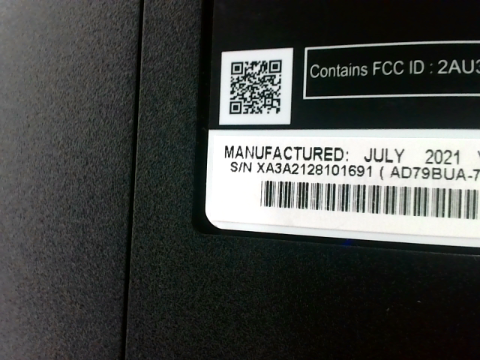 Contains FCC ID : 2AU3
MANUFACTURED: JULY 2021
S/N XA3A2128101691 ( AD79BUA-7